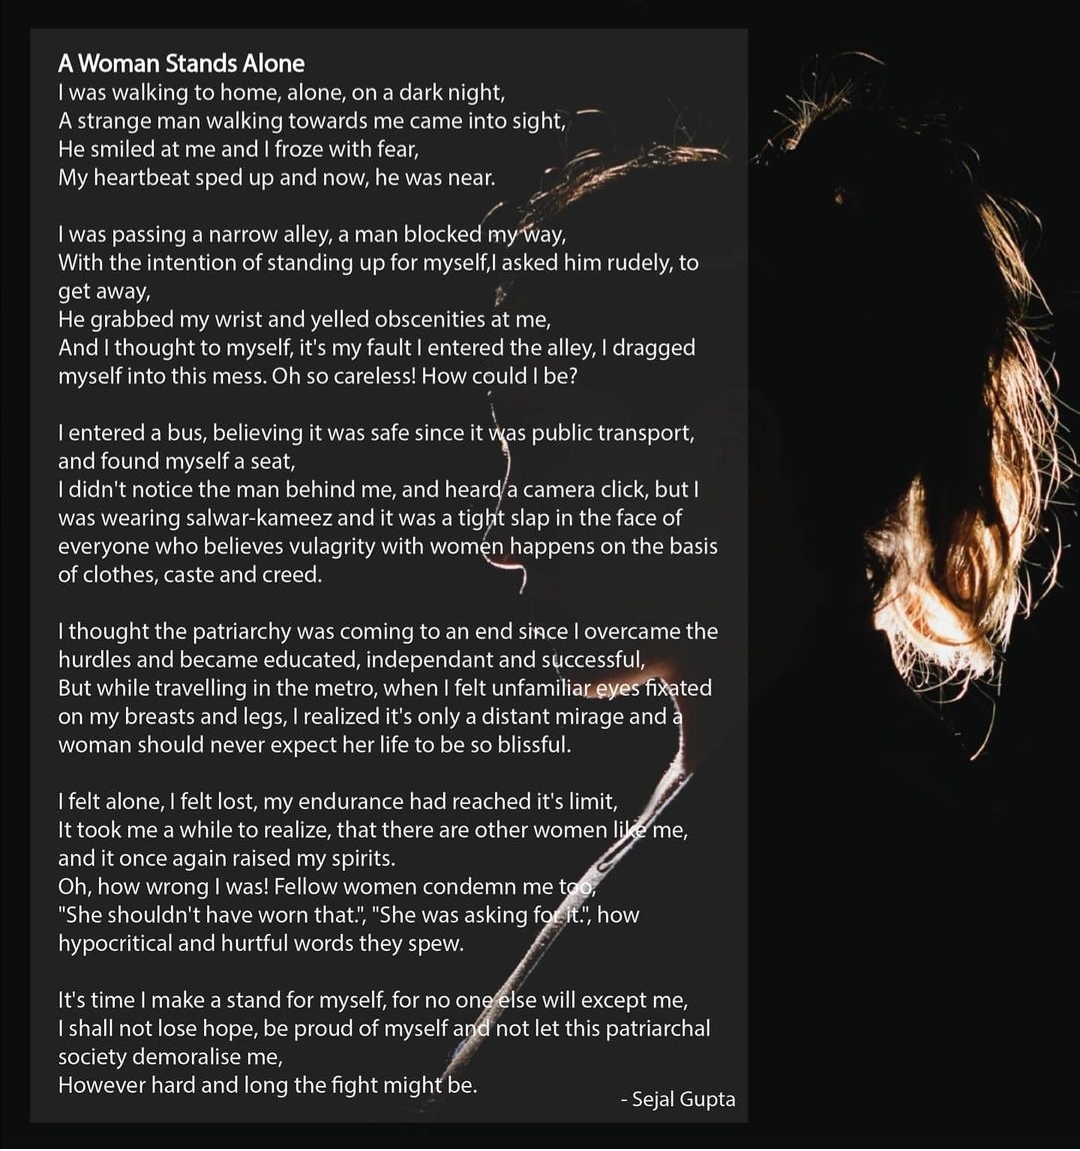 A Woman Stands Alone
I was walking to home, alone, on a dark night,
A strange man walking towards me came into sight,
He smiled at me and I froze with fear,
My heartbeat sped up and now, he was near.
I was passing a narrow alley, a man blocked my way,
With the intention of standing up for myself,I asked him rudely, to
get away,
He grabbed my wrist and yelled obscenities at me,
And I thought to myself, it's my fault I entered the alley, I dragged
myself into this mess. Oh so careless! How could I be?
I entered a bus, believing it was safe since it was public transport,
and found myself a seat,
I didn't notice the man behind me, and heard a camera click, but I
was wearing salwar-kameez and it was a tight slap in the face of
everyone who believes vulagrity with women happens on the basis
of clothes, caste and creed.
I thought the patriarchy was coming to an end since I overcame the
hurdles and became educated, independant and successful,
But while travelling in the metro, when I felt unfamiliar eyes fixated
on my breasts and legs, I realized it's only a distant mirage and a
woman should never expect her life to be so blissful.
I felt alone, I felt lost, my endurance had reached it's limit,
It took me a while to realize, that there are other women like me,
and it once again raised my spirits.
Oh, how wrong I was! Fellow women condemn me too,
"She shouldn't have worn that.", "She was asking for it.", how
hypocritical and hurtful words they spew.
It's time I make a stand for myself, for no one else will except me,
I shall not lose hope, be proud of myself and not let this patriarchal
society demoralise me,
However hard and long the fight might be.
- Sejal Gupta